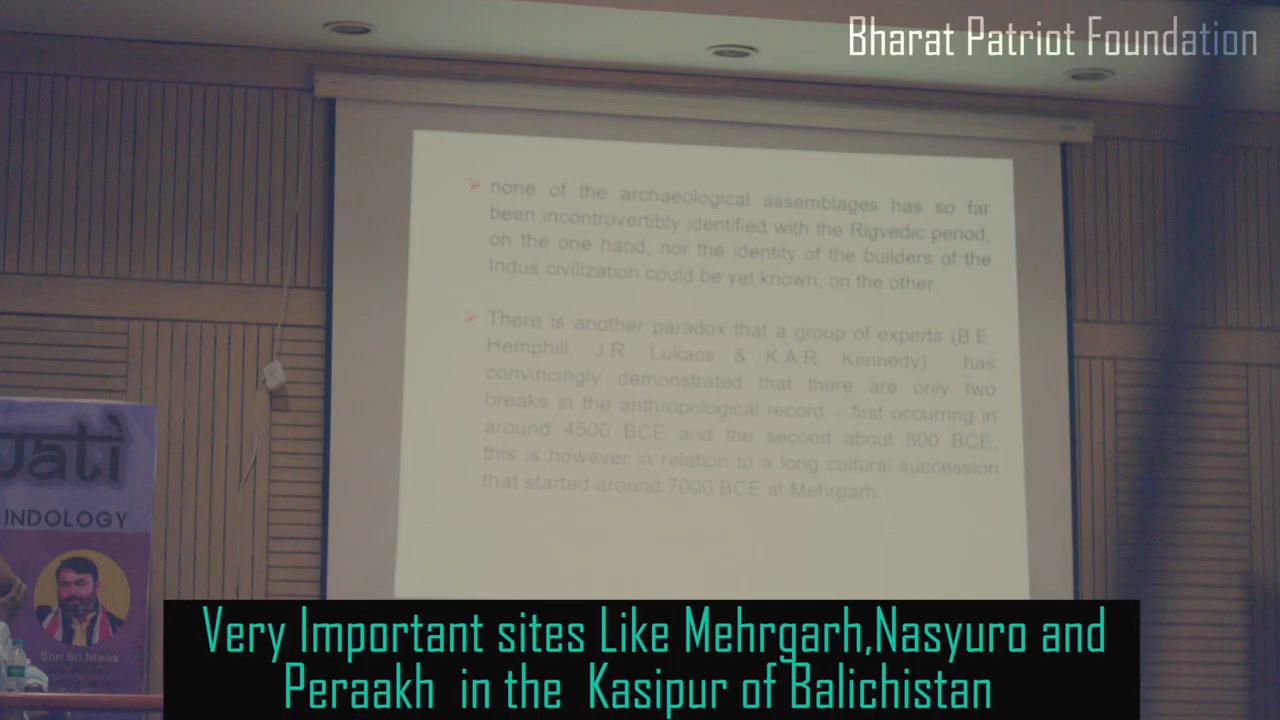 Bharat Patriot Foundation
➢ none of the archaeological assemblages has so far
been incontrovertibly identified with the Rigvedic period,
on the one hand, nor the identity of the builders of the
Indus civilization could be yet known, on the other
➢ There is another paradox that a group of experts (B.E.
Hemphill, J.R. Lukacs & K.A.R. Kennedy) has
convincingly demonstrated that there are only two
breaks in the anthropological record – first occurring in
around 4500 BCE and the second about 800 BCE,
this is however in relation to a long cultural succession
that started around 7000 BCE at Mehrgarh
vati
INDOLOGY
Shri Sri Niwas
Very Important sites Like Mehrgarh,Nasyuro and
Peraakh in the Kasipur of Balichistan